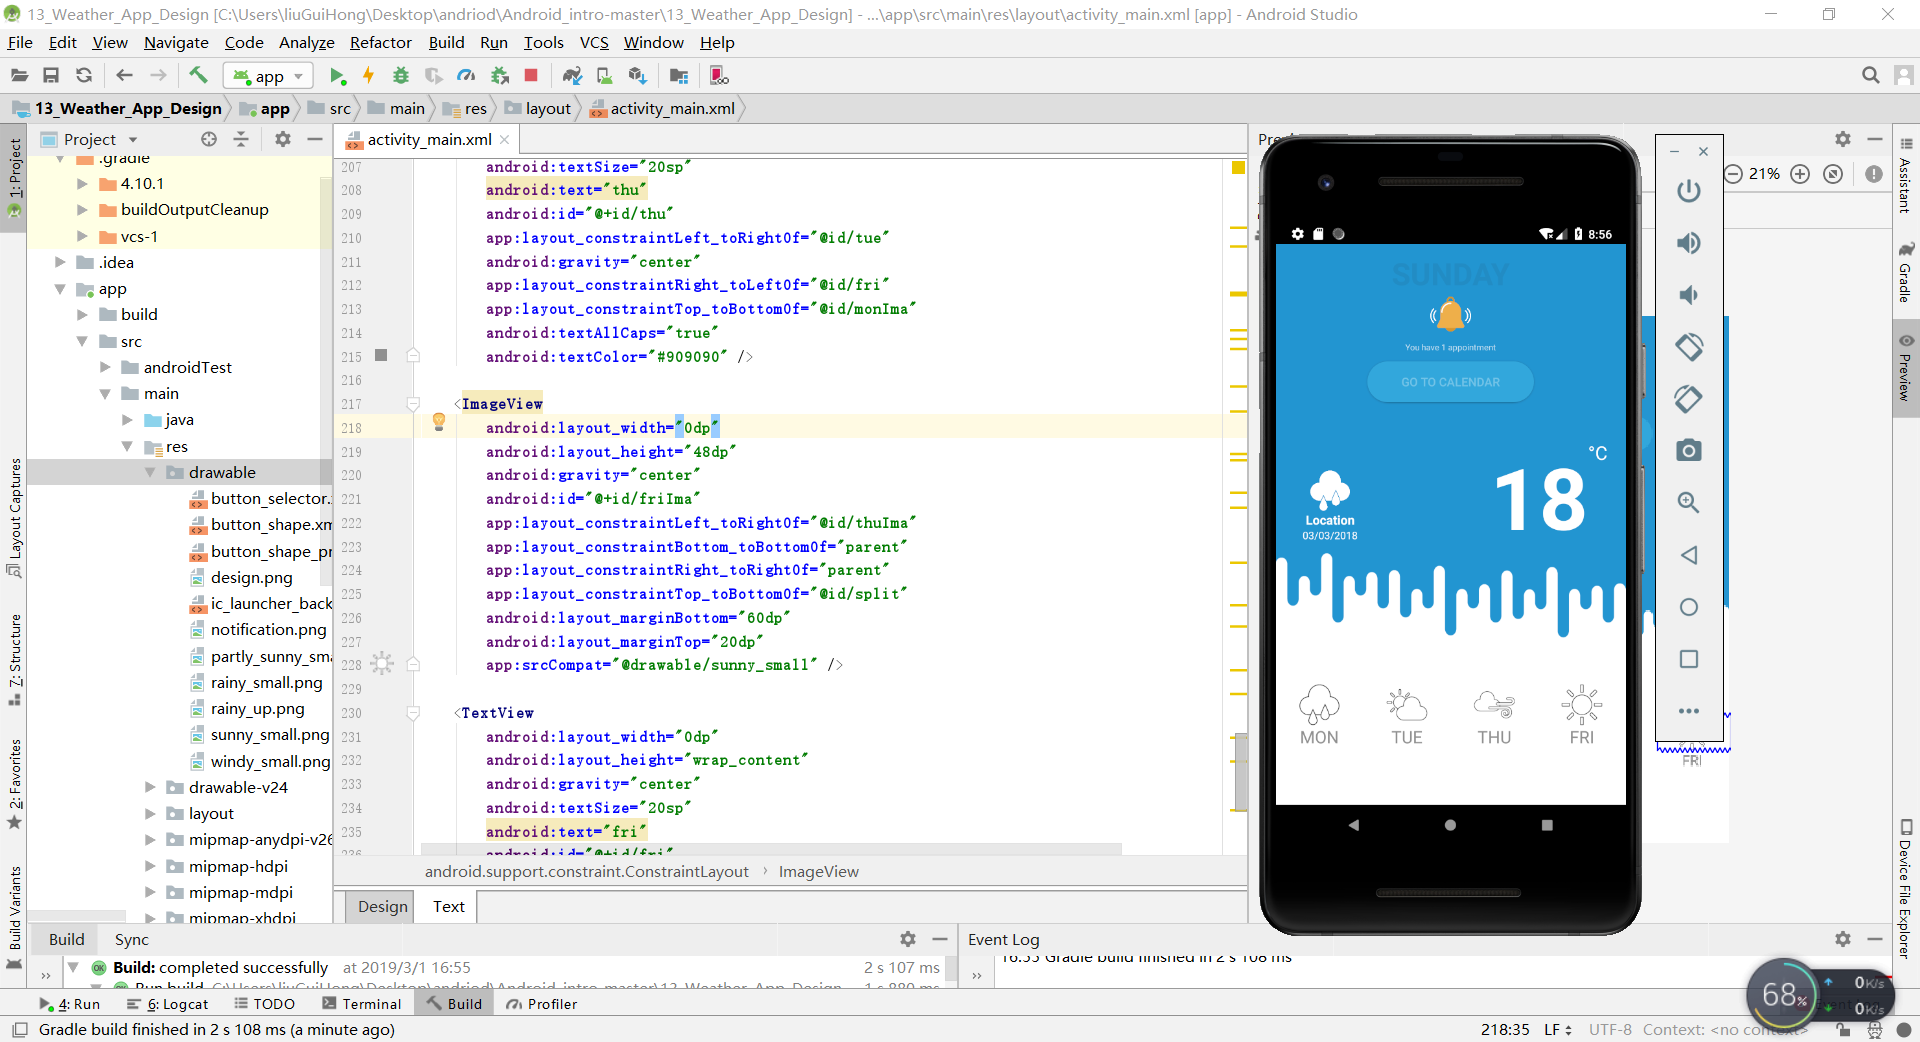 13_Weather_App_Design [C:\Users\liuGuiHong\Desktop\andriod\Android_intro-master\13_Weather_App_Design] - ...\app\src\main\res\layout\activity_main.xml [app] - Android Studio
File Edit View Navigate Code Analyze Refactor Build Run Tools VCS Window Help
app
13_Weather_App_Design app src main res layout activity_main.xml
1: Project
Layout Captures
7: Structure
2: Favorites
Build Variants
Project
.gradle
4.10.1
buildOutputCleanup
vcs-1
.idea
app
build
src
androidTest
main
java
res
drawable
button_selector.
button_shape.xm
button_shape_pr
design.png
ic_launcher_back
notification.png
partly_sunny_sma
rainy_small.png
rainy_up.png
sunny_small.png
windy_small.png
drawable-v24
layout
mipmap-anydpi-v26
mipmap-hdpi
mipmap-mdpi
mipmap-xhdpi
activity_main.xml
207 android:textSize="20sp"
208 android:text="thu"
209 android:id="@+id/thu"
210 app:layout_constraintLeft_toRightOf="@id/tue"
211 android:gravity="center"
212 app:layout_constraintRight_toLeftOf="@id/fri"
213 app:layout_constraintTop_toBottomOf="@id/monIma"
214 android:textAllCaps="true"
215 android:textColor="#909090" />
216
217 <ImageView
218 android:layout_width="0dp"
219 android:layout_height="48dp"
220 android:gravity="center"
221 android:id="@+id/friIma"
222 app:layout_constraintLeft_toRightOf="@id/thuIma"
223 app:layout_constraintBottom_toBottomOf="parent"
224 app:layout_constraintRight_toRightOf="parent"
225 app:layout_constraintTop_toBottomOf="@id/split"
226 android:layout_marginBottom="60dp"
227 android:layout_marginTop="20dp"
228 app:srcCompat="@drawable/sunny_small" />
229
230 <TextView
231 android:layout_width="0dp"
232 android:layout_height="wrap_content"
233 android:gravity="center"
234 android:textSize="20sp"
235 android:text="fri"
236 android:id="@+id/fri"
android.support.constraint.ConstraintLayout › ImageView
Design Text
21%
8:56
SUNDAY
You have 1 appointment
GO TO CALENDAR
°C
18
Location
03/03/2018
MON TUE THU FRI
FRI
Assistant
Gradle
Preview
Device File Explorer
Build Sync
Build: completed successfully at 2019/3/1 16:55 2 s 107 ms
Run build C:\Users\liuGuiHong\Desktop\andriod\Android_intro-master\13_Weather_App_Design 1 s 880 ms
Event Log
16:55 Gradle build finished in 2 s 108 ms
68%
0K/s
0K/s
4: Run 6: Logcat TODO Terminal Build Profiler
Gradle build finished in 2 s 108 ms (a minute ago) 218:35 LF UTF-8 Context: <no context>